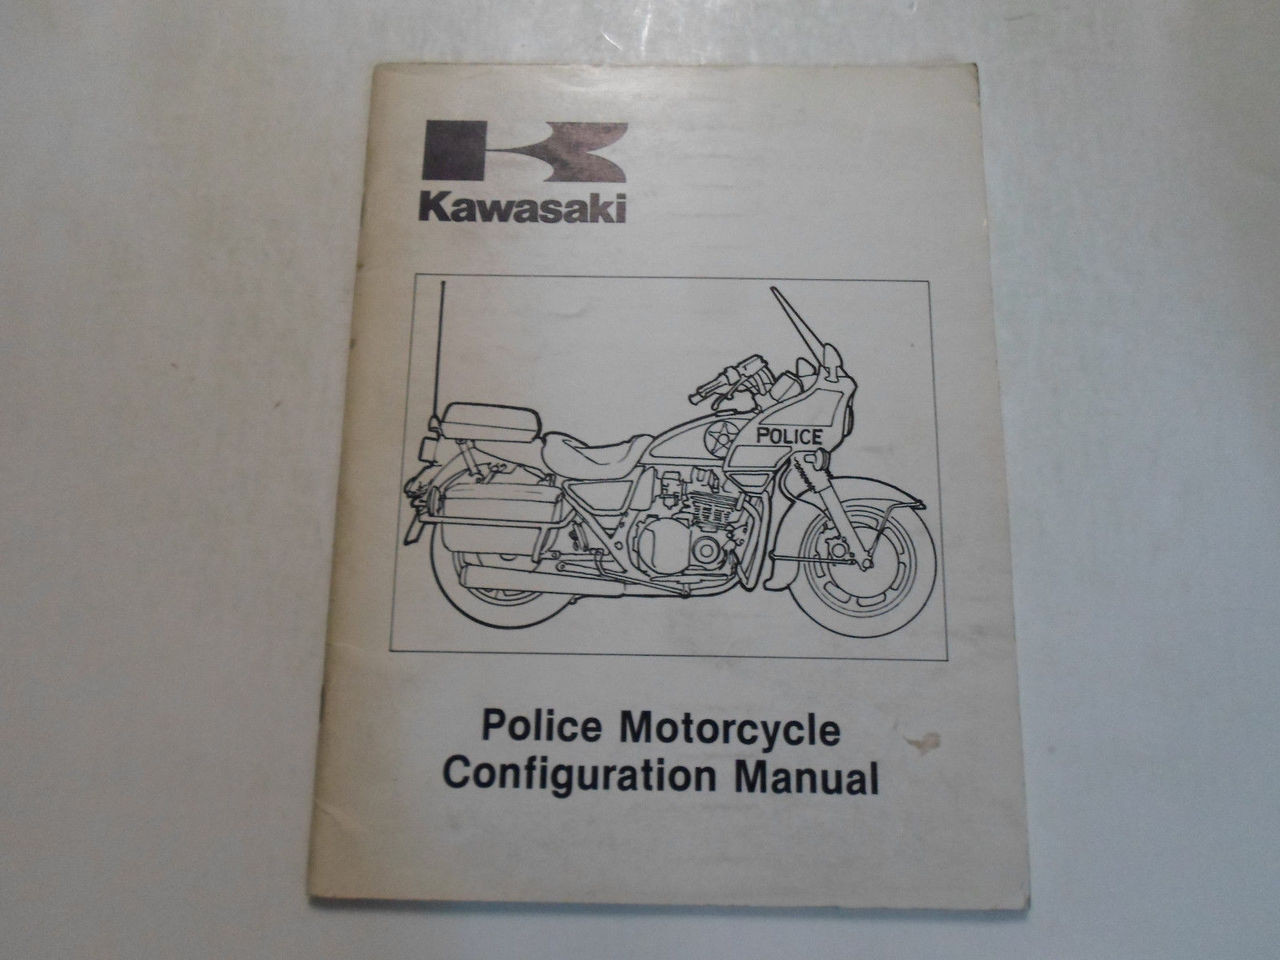 Kawasaki
POLICE
Police Motorcycle
Configuration Manual